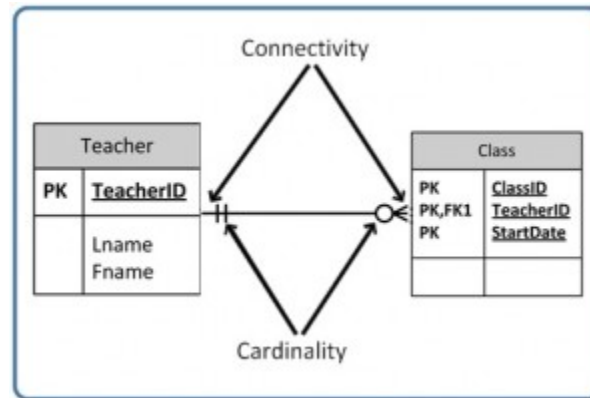 Connectivity
Teacher
PK TeacherID
Lname
Fname
Class
PK ClassID
PK,FK1 TeacherID
PK StartDate
Cardinality